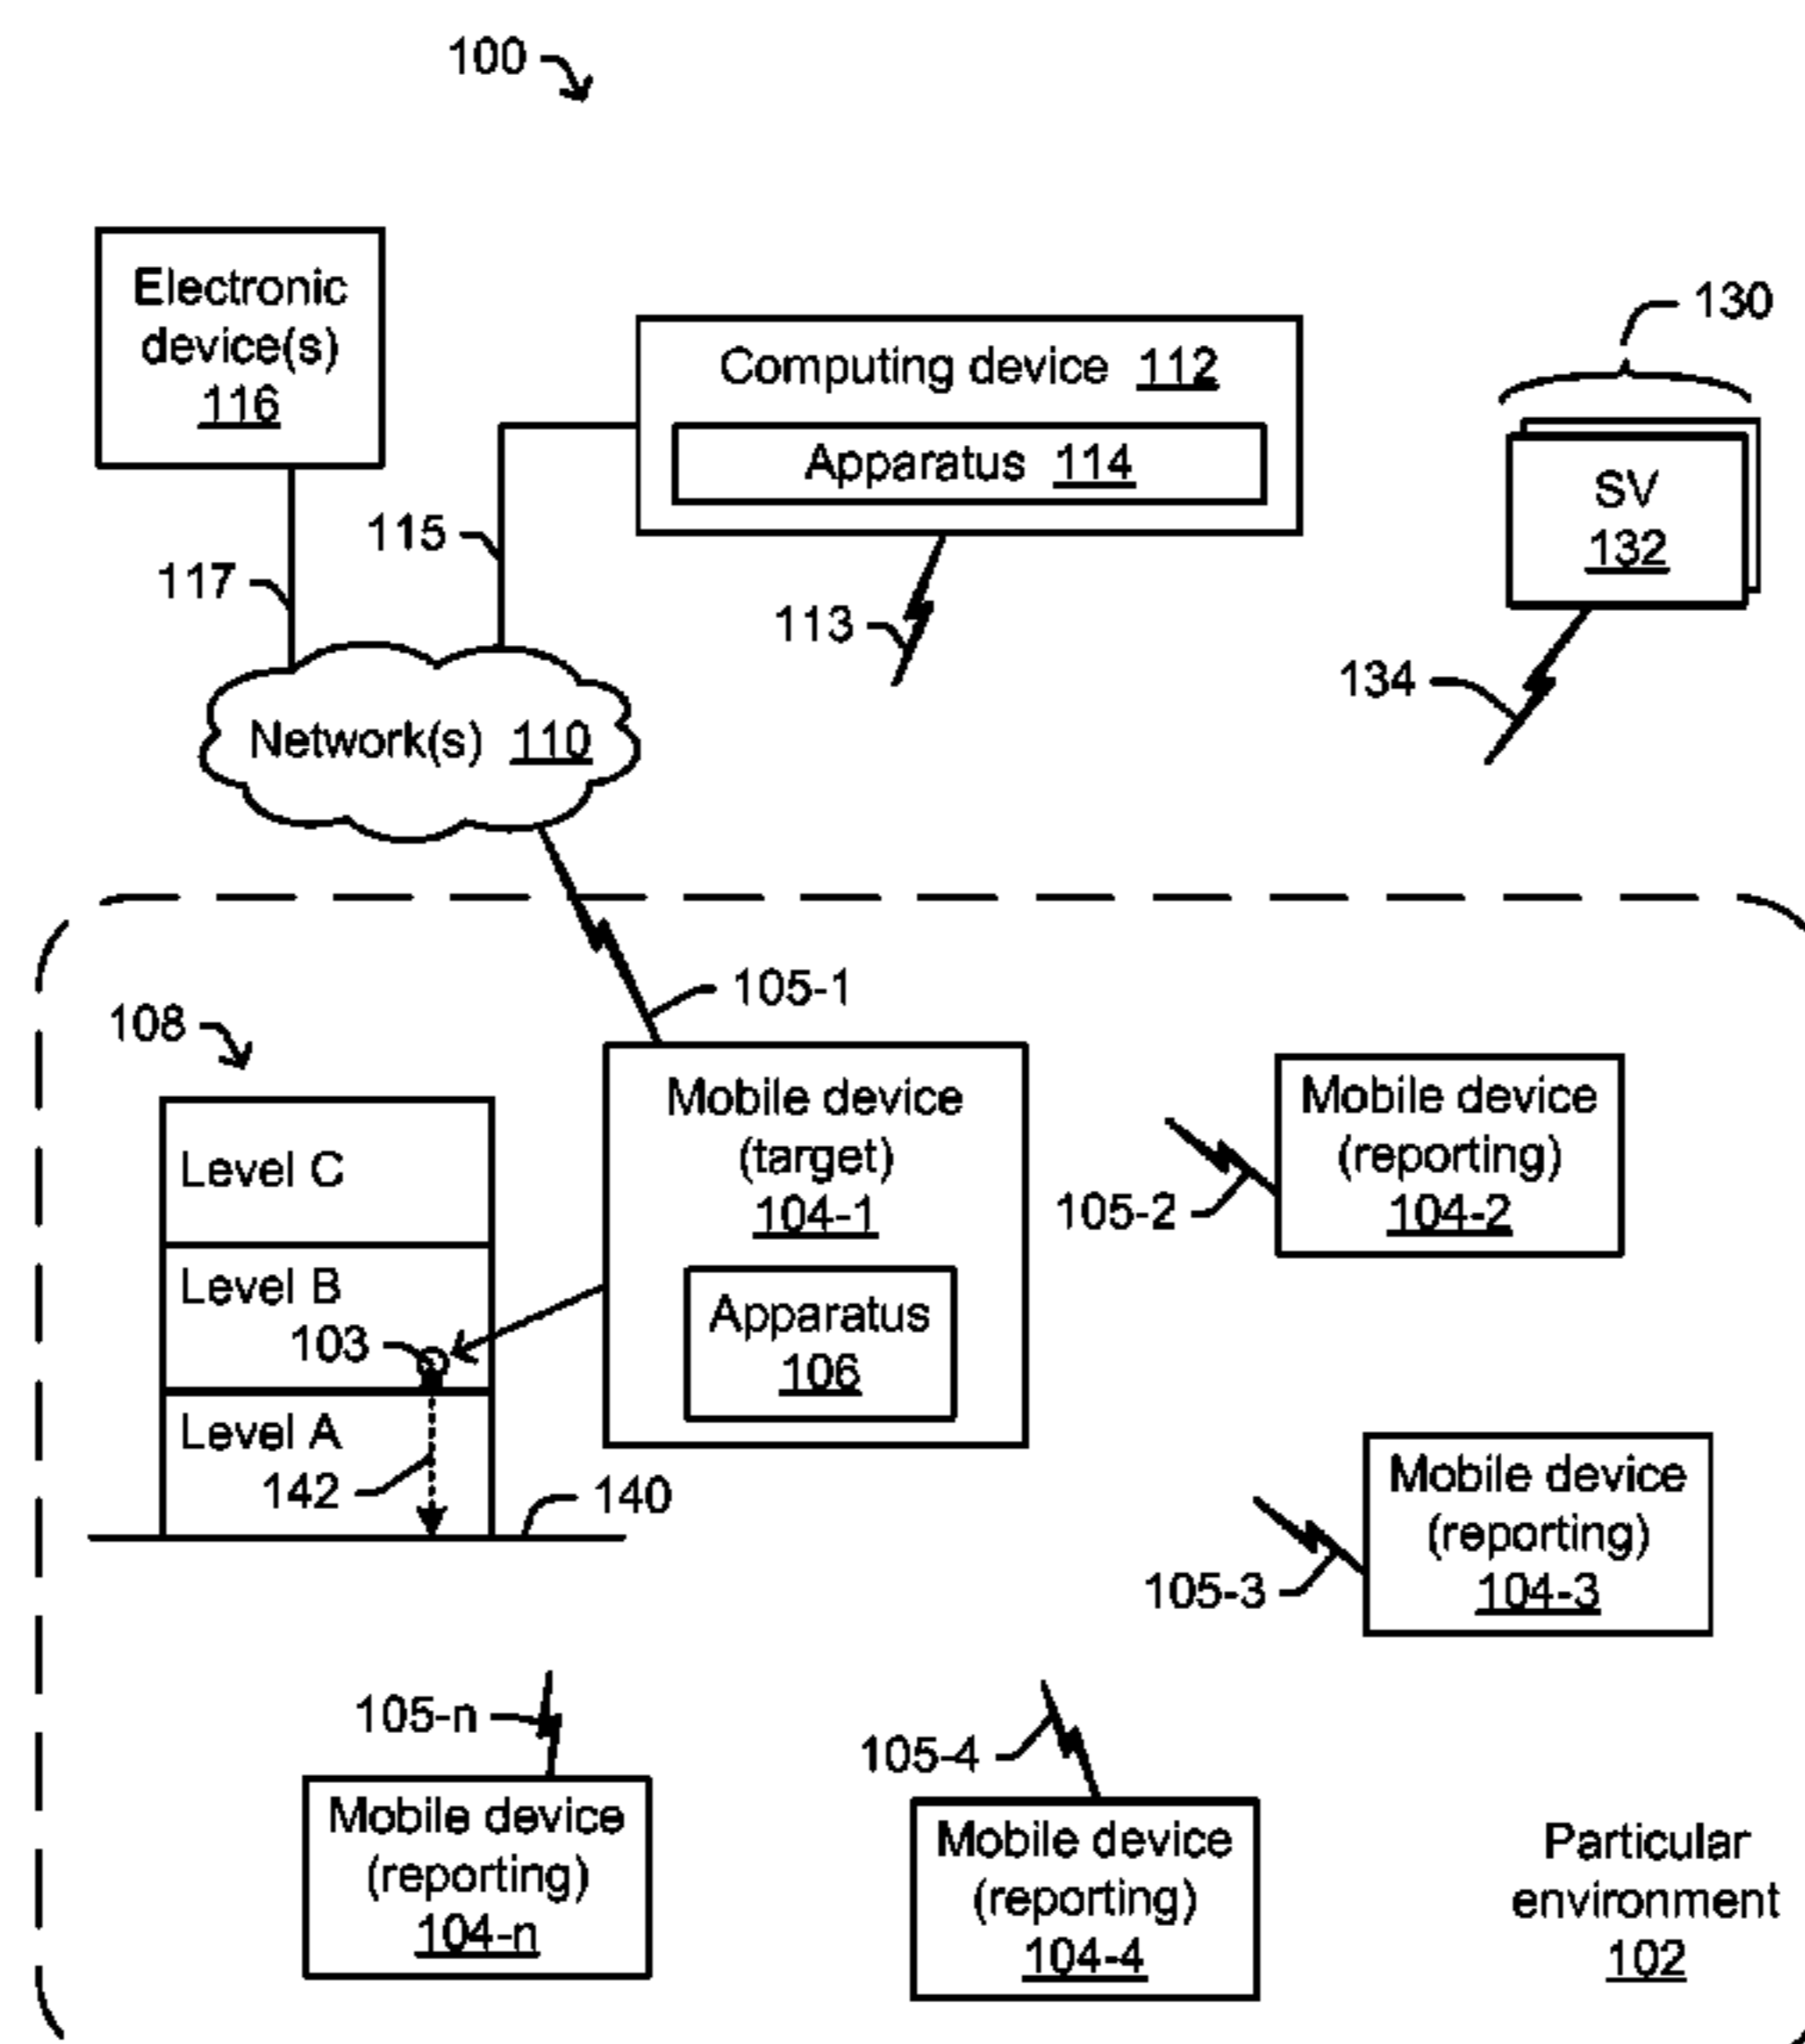 100
Electronic
device(s)
116
Computing device 112
Apparatus 114
130
SV
132
115
117
113
134
Network(s) 110
105-1
108
Mobile device
(target)
104-1
Apparatus
106
Level C
Level B
103
Level A
142
140
Mobile device
(reporting)
104-2
105-2
Mobile device
(reporting)
104-3
105-3
105-n
Mobile device
(reporting)
104-n
105-4
Mobile device
(reporting)
104-4
Particular
environment
102